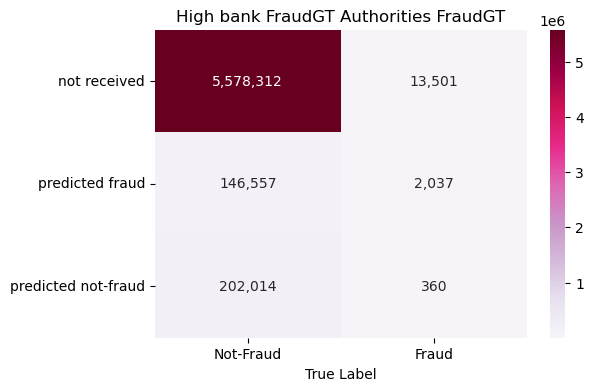 High bank FraudGT Authorities FraudGT
1e6
not received
5,578,312
13,501
5
predicted fraud
146,557
2,037
4
3
2
predicted not-fraud
202,014
360
1
Not-Fraud
Fraud
True Label